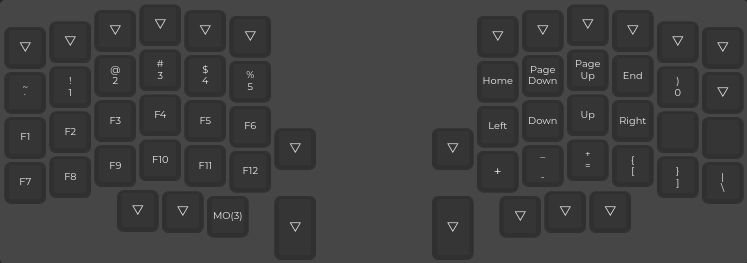 ~ ! @ # $ %
` 1 2 3 4 5
Home Page Down Page Up End ) 0
F1 F2 F3 F4 F5 F6
Left Down Up Right
F7 F8 F9 F10 F11 F12
+ _ - + = { [ } ] | \
MO(3)